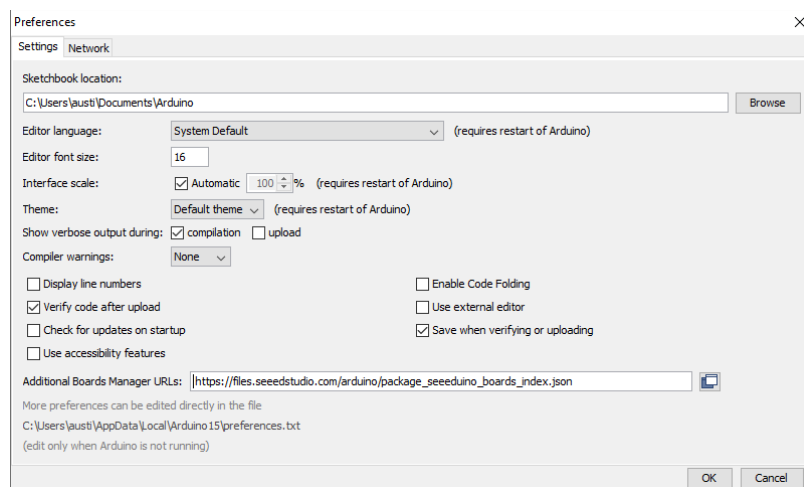 Preferences
Settings Network
Sketchbook location:
C:\Users\austi\Documents\Arduino Browse
Editor language: System Default (requires restart of Arduino)
Editor font size: 16
Interface scale: Automatic 100 % (requires restart of Arduino)
Theme: Default theme (requires restart of Arduino)
Show verbose output during: compilation upload
Compiler warnings: None
Display line numbers Enable Code Folding
Verify code after upload Use external editor
Check for updates on startup Save when verifying or uploading
Use accessibility features
Additional Boards Manager URLs: https://files.seeedstudio.com/arduino/package_seeeduino_boards_index.json
More preferences can be edited directly in the file
C:\Users\austi\AppData\Local\Arduino15\preferences.txt
(edit only when Arduino is not running)
OK Cancel